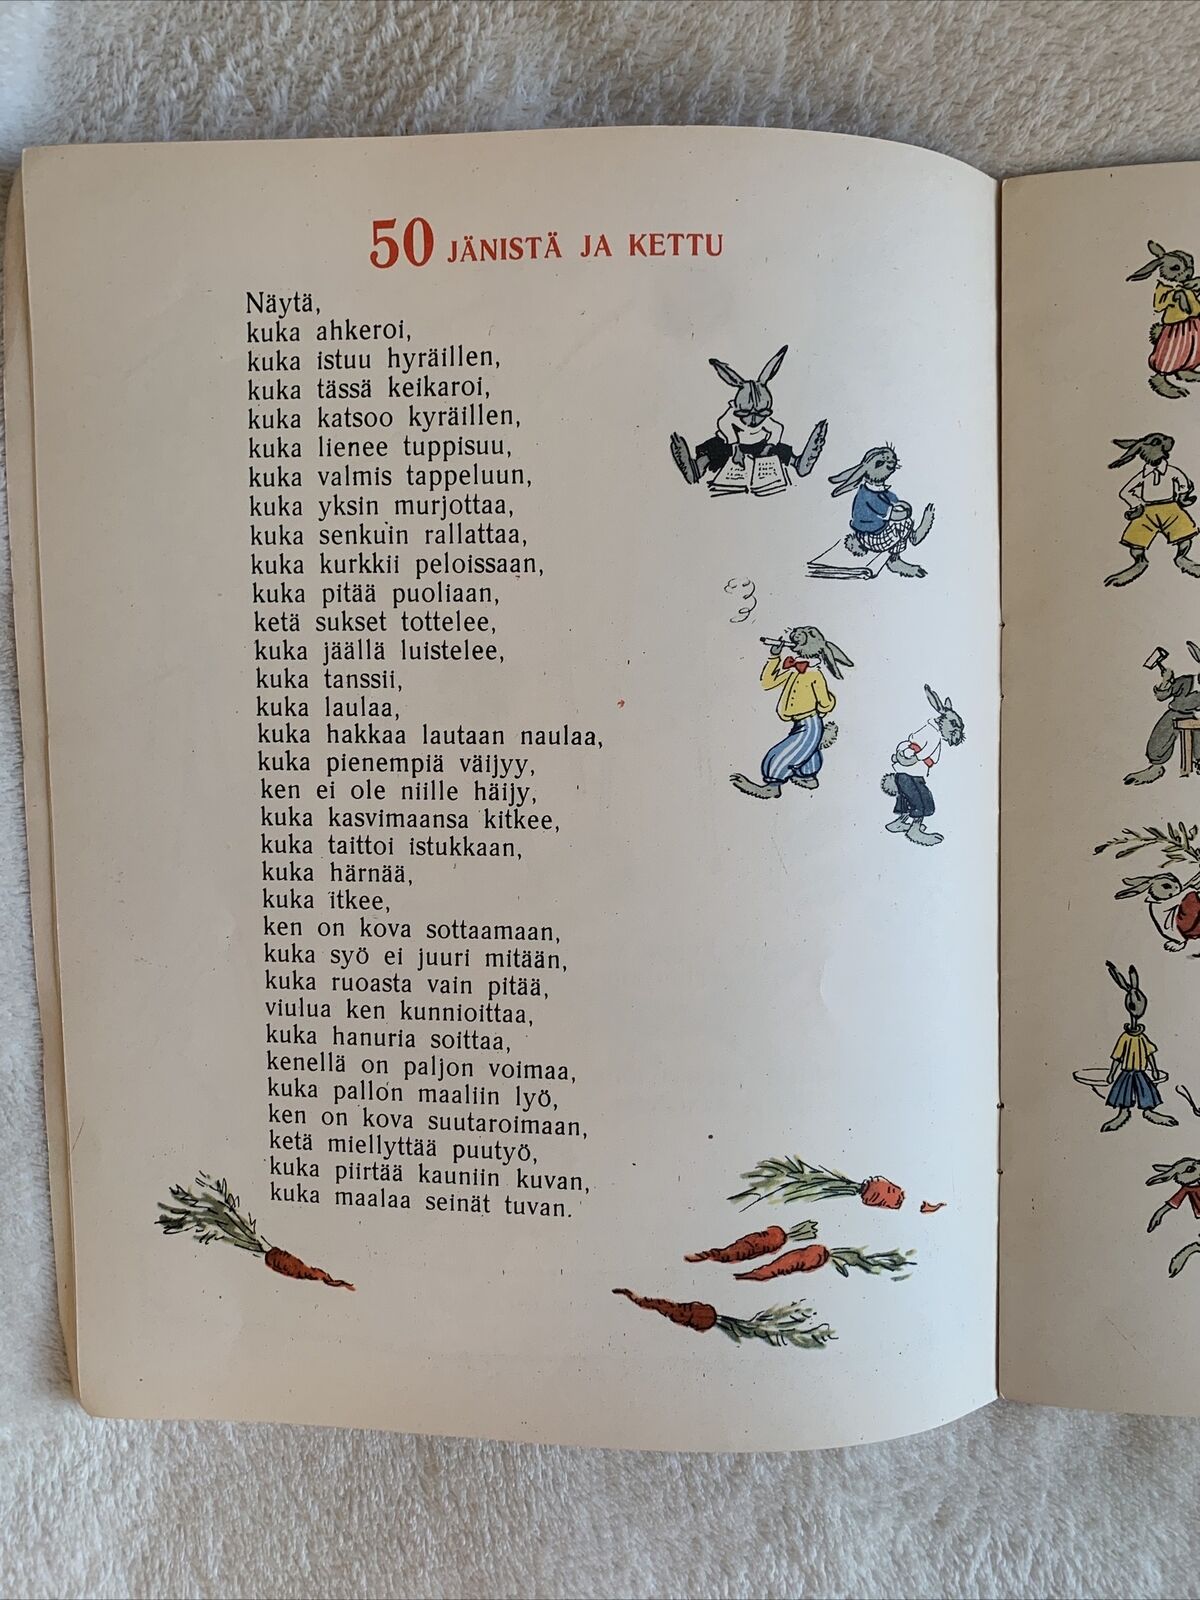 50 JÄNISTÄ JA KETTU
Näytä,
kuka ahkeroi,
kuka istuu hyräillen,
kuka tässä keikaroi,
kuka katsoo kyräillen,
kuka lienee tuppisuu,
kuka valmis tappeluun,
kuka yksin murjottaa,
kuka senkuin rallattaa,
kuka kurkkii peloissaan,
kuka pitää puoliaan,
ketä sukset tottelee,
kuka jäällä luistelee,
kuka tanssii,
kuka laulaa,
kuka hakkaa lautaan naulaa,
kuka pienempiä väijyy,
ken ei ole niille häijy,
kuka kasvimaansa kitkee,
kuka taittoi istukkaan,
kuka härnää,
kuka itkee,
ken on kova sottaamaan,
kuka syö ei juuri mitään,
kuka ruoasta vain pitää,
viulua ken kunnioittaa,
kuka hanuria soittaa,
kenellä on paljon voimaa,
kuka pallon maaliin lyö,
ken on kova suutaroimaan,
ketä miellyttää puutyö,
kuka piirtää kauniin kuvan,
kuka maalaa seinät tuvan.